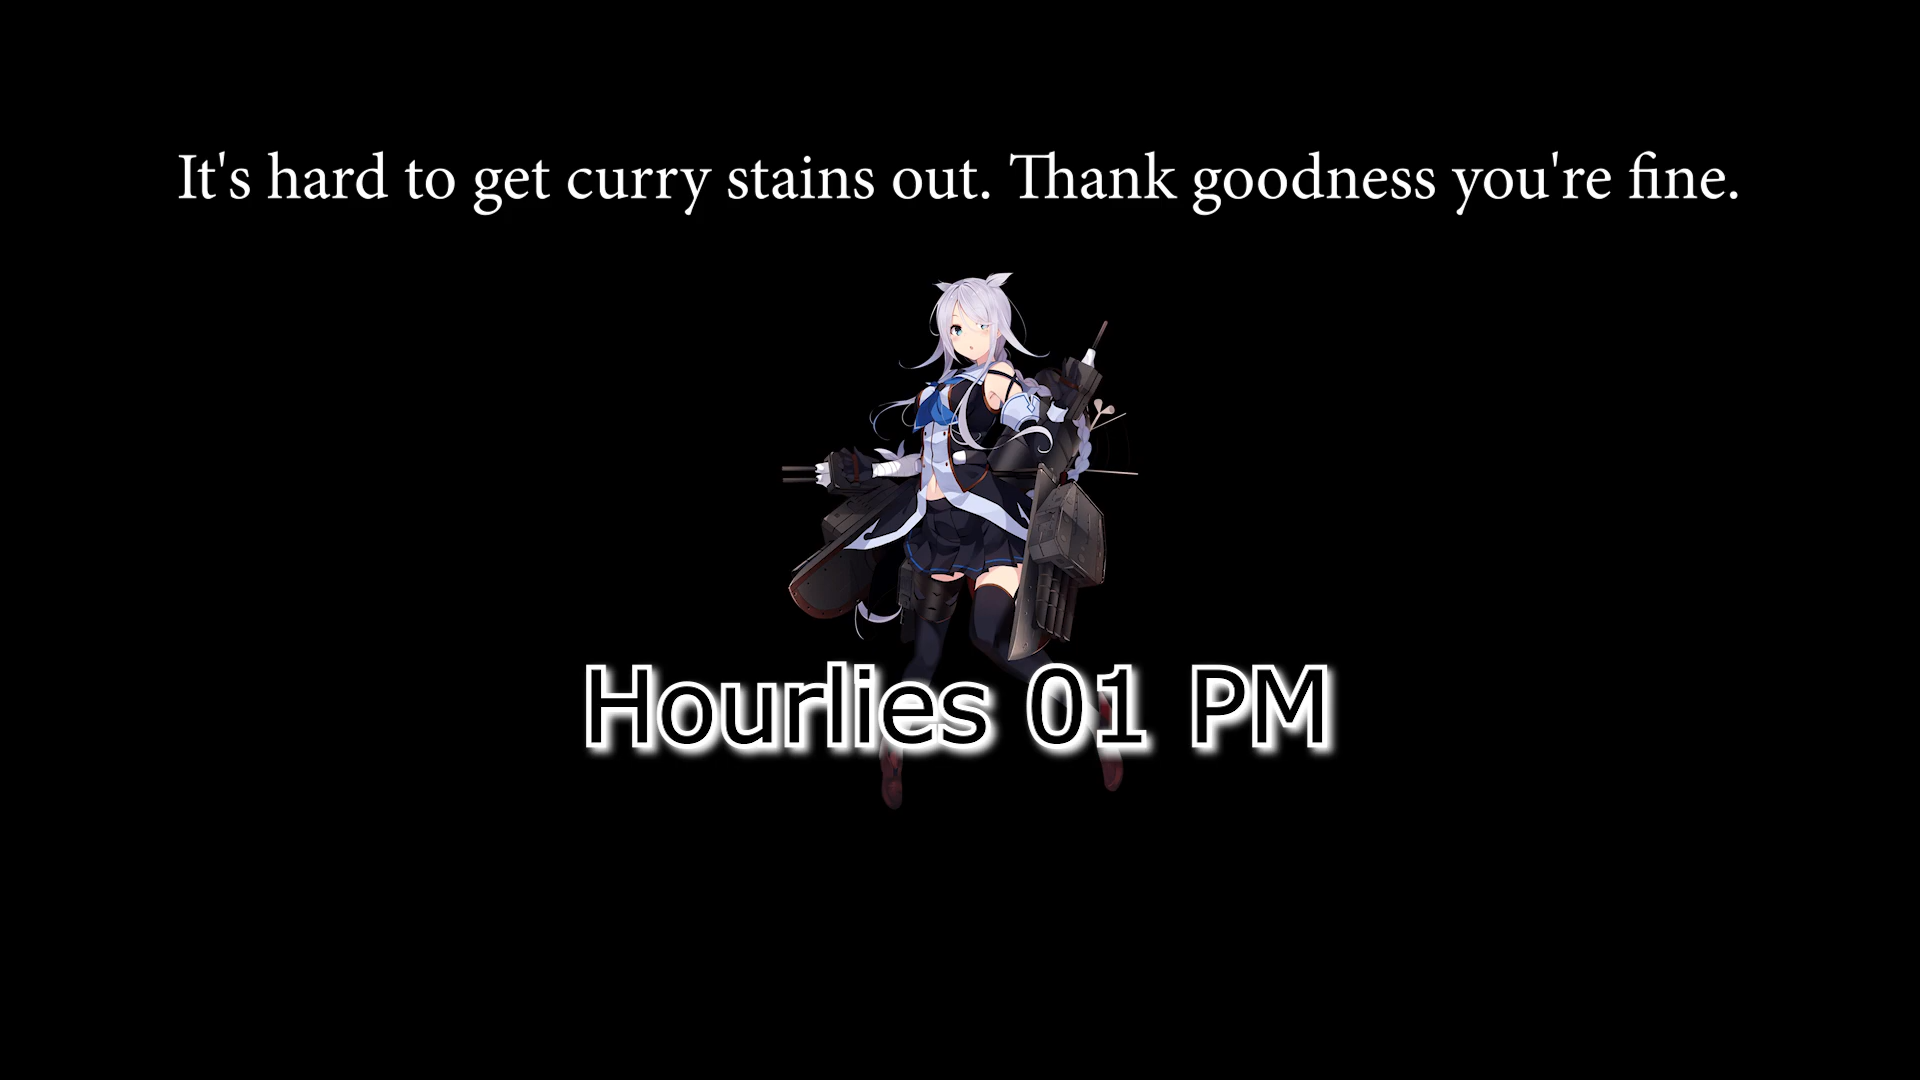 It's hard to get curry stains out. Thank goodness you're fine.
Hourlies 01 PM